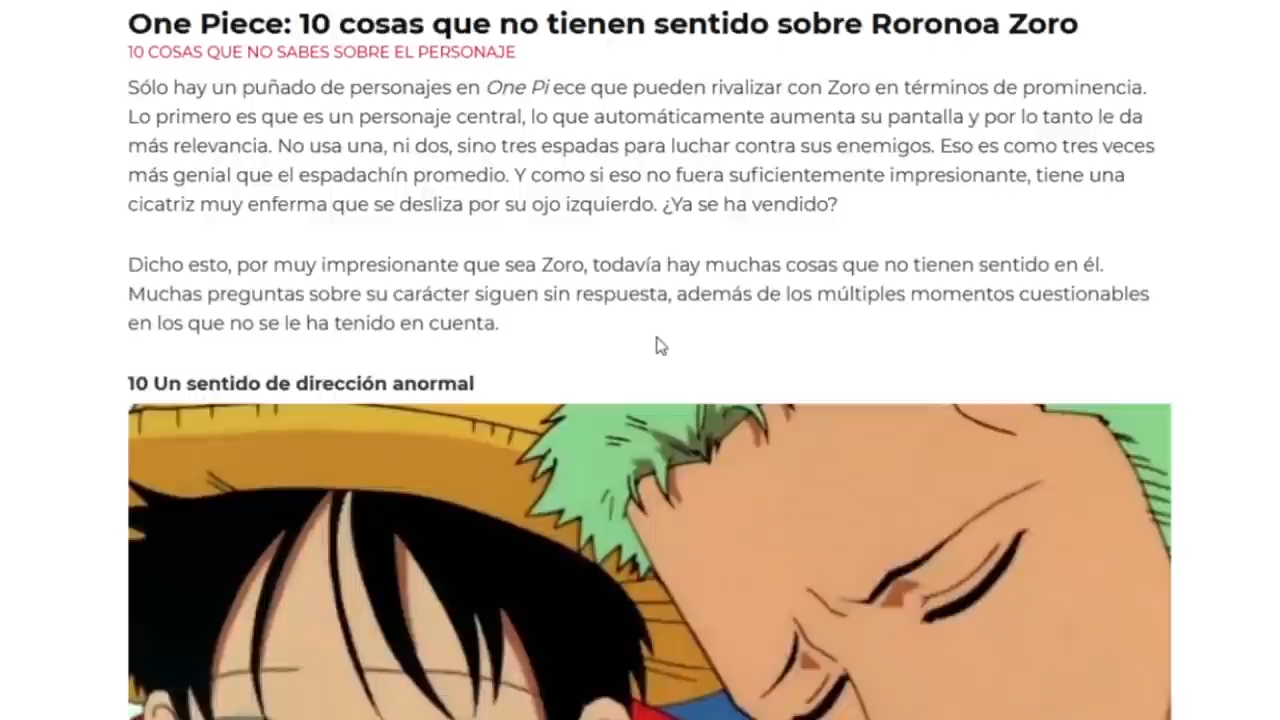 One Piece: 10 cosas que no tienen sentido sobre Roronoa Zoro
10 COSAS QUE NO SABES SOBRE EL PERSONAJE
Sólo hay un puñado de personajes en One Pi ece que pueden rivalizar con Zoro en términos de prominencia.
Lo primero es que es un personaje central, lo que automáticamente aumenta su pantalla y por lo tanto le da
más relevancia. No usa una, ni dos, sino tres espadas para luchar contra sus enemigos. Eso es como tres veces
más genial que el espadachín promedio. Y como si eso no fuera suficientemente impresionante, tiene una
cicatriz muy enferma que se desliza por su ojo izquierdo. ¿Ya se ha vendido?
Dicho esto, por muy impresionante que sea Zoro, todavía hay muchas cosas que no tienen sentido en él.
Muchas preguntas sobre su carácter siguen sin respuesta, además de los múltiples momentos cuestionables
en los que no se le ha tenido en cuenta.
10 Un sentido de dirección anormal